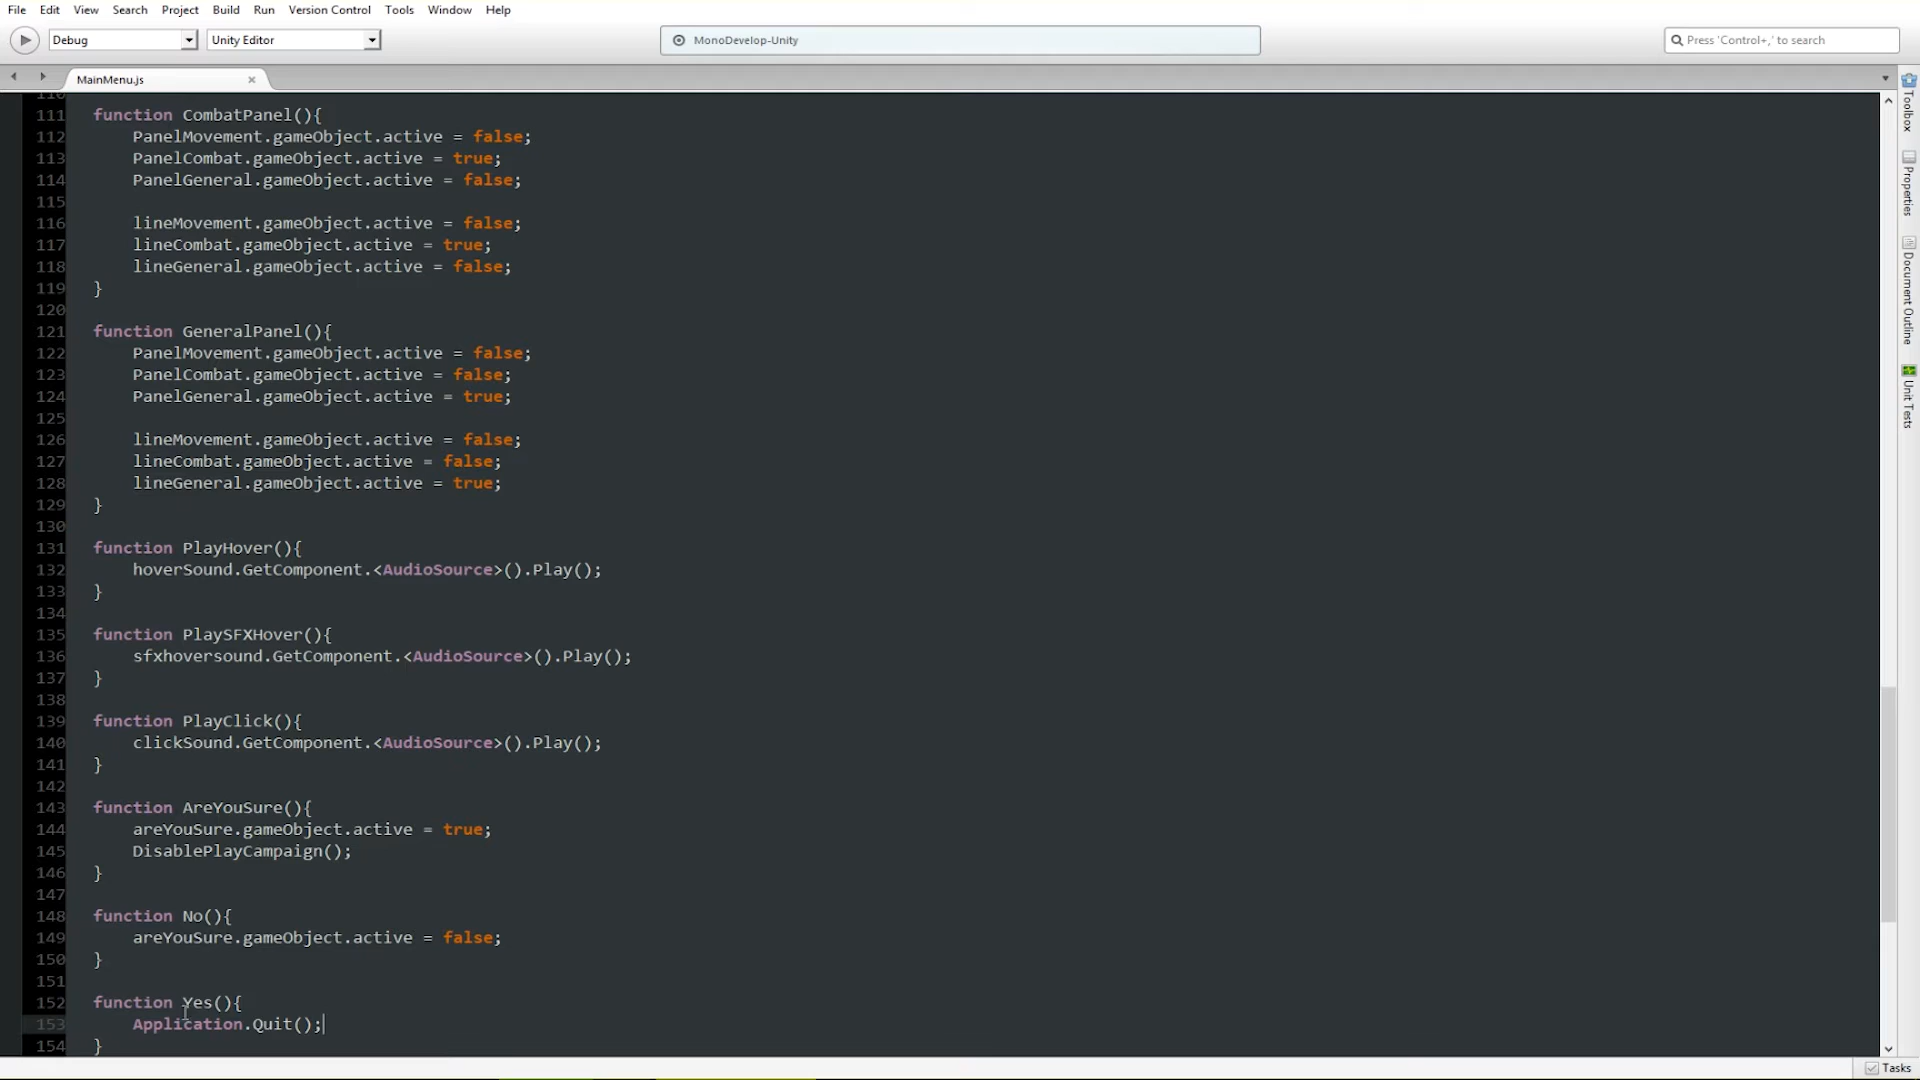 File Edit View Search Project Build Run Version Control Tools Window Help
Debug Unity Editor MonoDevelop-Unity Press 'Control+,' to search
MainMenu.js
110
111 function CombatPanel(){
112 PanelMovement.gameObject.active = false;
113 PanelCombat.gameObject.active = true;
114 PanelGeneral.gameObject.active = false;
115
116 lineMovement.gameObject.active = false;
117 lineCombat.gameObject.active = true;
118 lineGeneral.gameObject.active = false;
119 }
120
121 function GeneralPanel(){
122 PanelMovement.gameObject.active = false;
123 PanelCombat.gameObject.active = false;
124 PanelGeneral.gameObject.active = true;
125
126 lineMovement.gameObject.active = false;
127 lineCombat.gameObject.active = false;
128 lineGeneral.gameObject.active = true;
129 }
130
131 function PlayHover(){
132 hoverSound.GetComponent.<AudioSource>().Play();
133 }
134
135 function PlaySFXHover(){
136 sfxhoversound.GetComponent.<AudioSource>().Play();
137 }
138
139 function PlayClick(){
140 clickSound.GetComponent.<AudioSource>().Play();
141 }
142
143 function AreYouSure(){
144 areYouSure.gameObject.active = true;
145 DisablePlayCampaign();
146 }
147
148 function No(){
149 areYouSure.gameObject.active = false;
150 }
151
152 function Yes(){
153 Application.Quit();
154 }
Toolbox
Properties
Document Outline
Unit Tests
Tasks